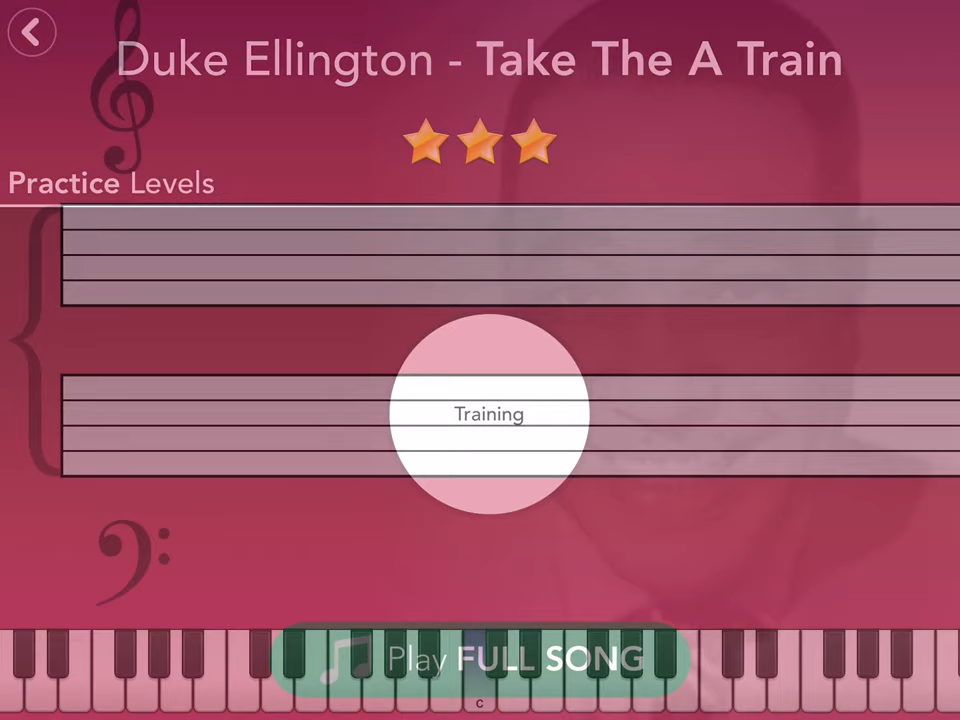 Duke Ellington - Take The A Train
Practice Levels
Training
Play FULL SONG
C